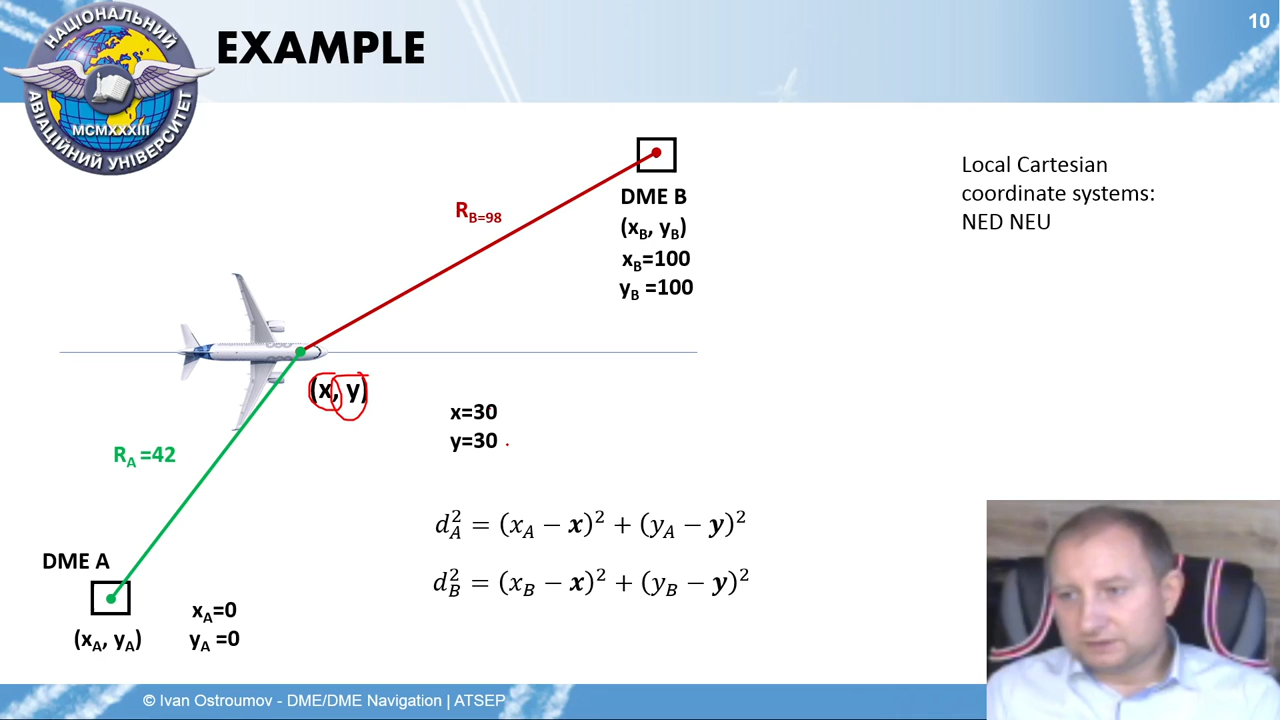 10
НАЦІОНАЛЬНИЙ
MCMXXXIII
АВІАЦІЙНИЙ УНІВЕРСИТЕТ
EXAMPLE
Local Cartesian
coordinate systems:
NED NEU
R_B=98
DME B
(x_B, y_B)
x_B=100
y_B =100
(x, y)
x=30
y=30
R_A =42
d_A^2 = (x_A − x)^2 + (y_A − y)^2
d_B^2 = (x_B − x)^2 + (y_B − y)^2
DME A
(x_A, y_A)
x_A=0
y_A =0
© Ivan Ostroumov - DME/DME Navigation | ATSEP